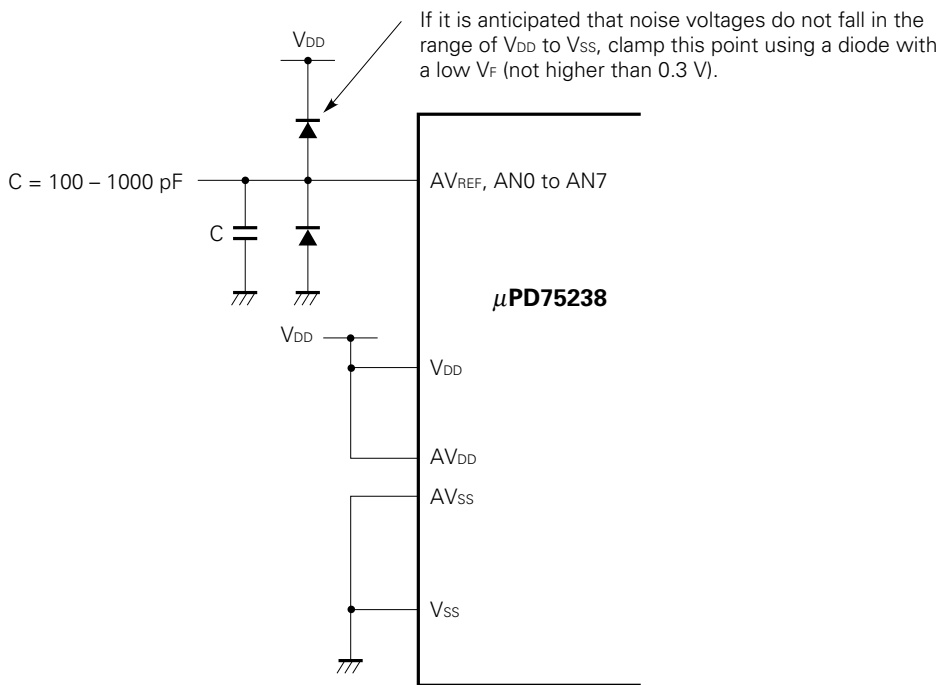 If it is anticipated that noise voltages do not fall in the
range of VDD to VSS, clamp this point using a diode with
a low VF (not higher than 0.3 V).
VDD
C = 100 – 1000 pF
AVREF, AN0 to AN7
C
μPD75238
VDD
VDD
AVDD
AVSS
VSS